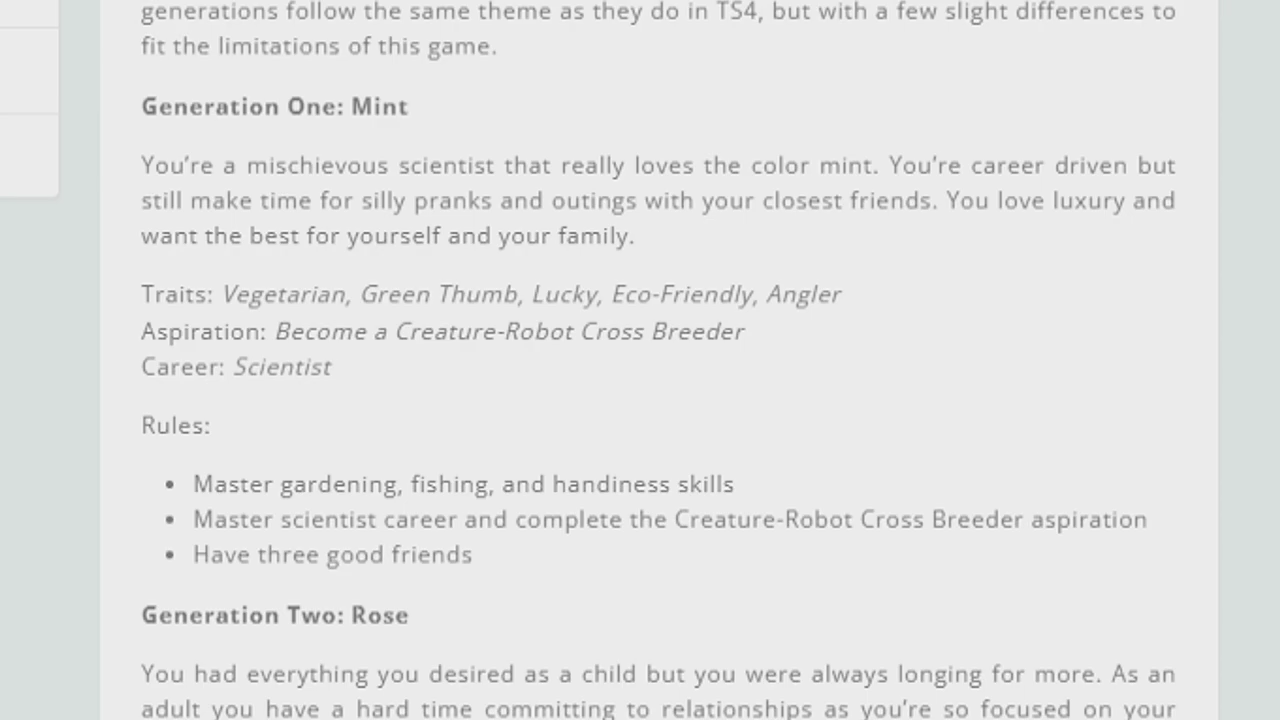 generations follow the same theme as they do in TS4, but with a few slight differences to
fit the limitations of this game.
Generation One: Mint
You’re a mischievous scientist that really loves the color mint. You’re career driven but
still make time for silly pranks and outings with your closest friends. You love luxury and
want the best for yourself and your family.
Traits: Vegetarian, Green Thumb, Lucky, Eco-Friendly, Angler
Aspiration: Become a Creature-Robot Cross Breeder
Career: Scientist
Rules:
• Master gardening, fishing, and handiness skills
• Master scientist career and complete the Creature-Robot Cross Breeder aspiration
• Have three good friends
Generation Two: Rose
You had everything you desired as a child but you were always longing for more. As an
adult you have a hard time committing to relationships as you’re so focused on your